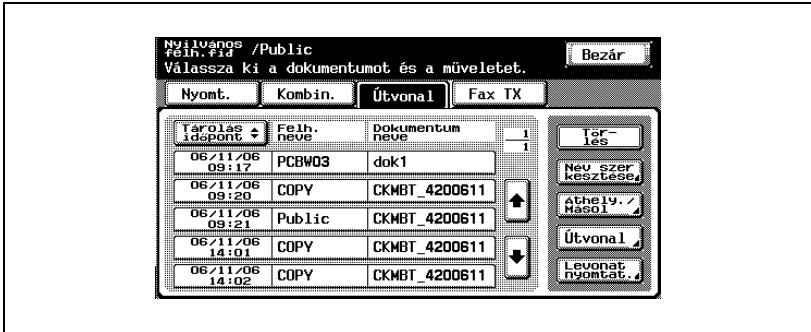 Nyilvános
felh.fid /Public
Bezár
Válassza ki a dokumentumot és a műveletet.
Nyomt. Kombin. Útvonal Fax TX
Tárolás
időpont
Felh.
neve
Dokumentum
neve
1
1
Tör-
lés
06/11/06
09:17
PCBW03 dok1
Név szer
kesztése
06/11/06
09:20
COPY CKMBT_4200611
Áthely./
Másol
06/11/06
09:21
Public CKMBT_4200611
Útvonal
06/11/06
14:01
COPY CKMBT_4200611
06/11/06
14:02
COPY CKMBT_4200611
Levonat
nyomtat.